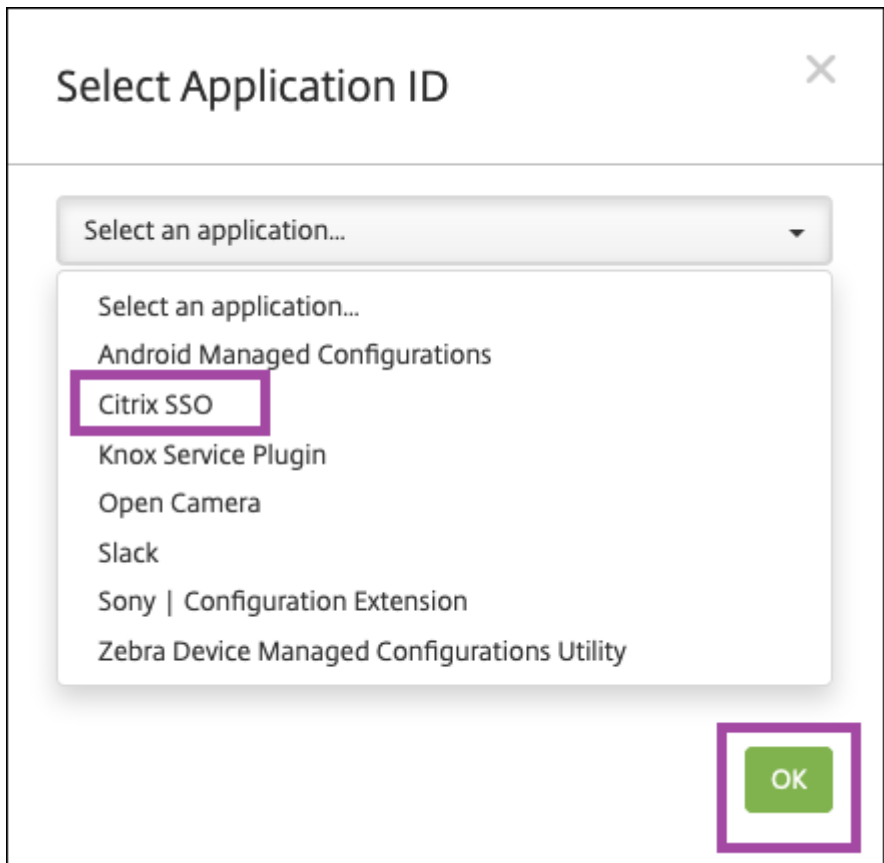 Select Application ID
Select an application...
Select an application...
Android Managed Configurations
Citrix SSO
Knox Service Plugin
Open Camera
Slack
Sony | Configuration Extension
Zebra Device Managed Configurations Utility
OK